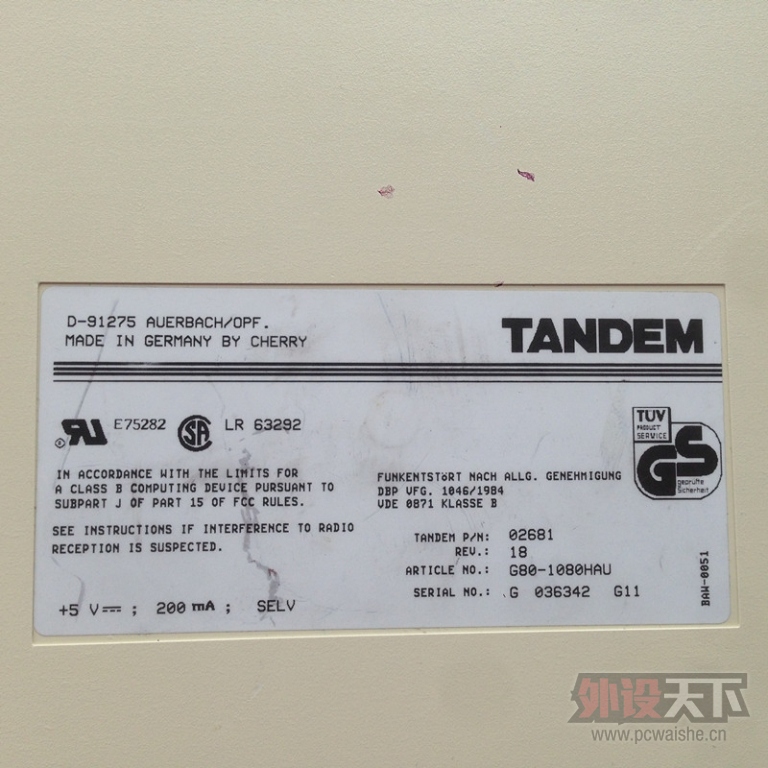 D-91275 AUERBACH/OPF.
MADE IN GERMANY BY CHERRY
TANDEM
E75282
SA
LR 63292
TUV
PRODUCT
SERVICE
GS
geprüfte
Sicherheit
IN ACCORDANCE WITH THE LIMITS FOR
A CLASS B COMPUTING DEVICE PURSUANT TO
SUBPART J OF PART 15 OF FCC RULES.
SEE INSTRUCTIONS IF INTERFERENCE TO RADIO
RECEPTION IS SUSPECTED.
FUNKENTSTÖRT NACH ALLG. GENEHMIGUNG
DBP VFG. 1046/1984
VDE 0871 KLASSE B
TANDEM P/N: 02681
REV.: 18
ARTICLE NO.: G80-1080HAU
SERIAL NO.: G 036342 G11
BAW-0051
+5 V⎓ ; 200 mA ; SELV
外设天下
www.pcwaishe.cn